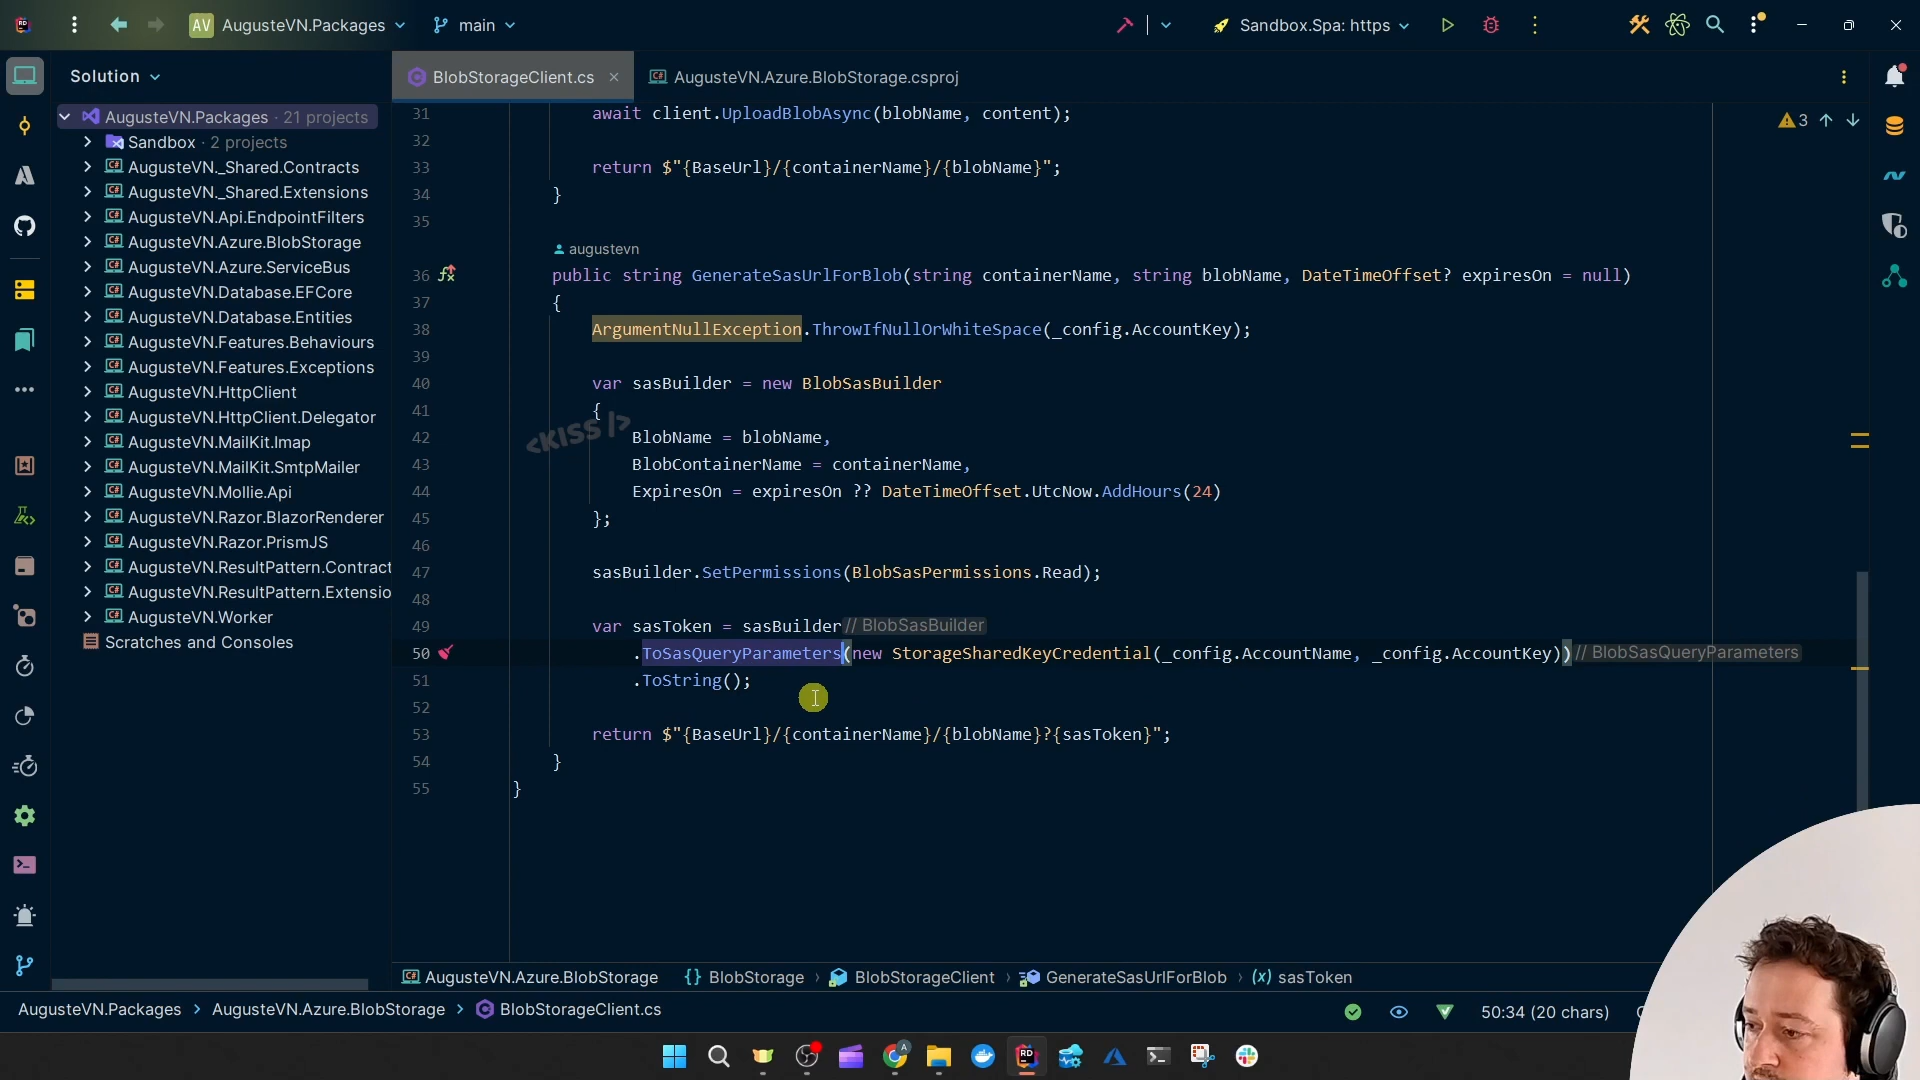 AV AugusteVN.Packages main Sandbox.Spa: https
Solution
BlobStorageClient.cs
AugusteVN.Azure.BlobStorage.csproj
AugusteVN.Packages · 21 projects
Sandbox · 2 projects
AugusteVN._Shared.Contracts
AugusteVN._Shared.Extensions
AugusteVN.Api.EndpointFilters
AugusteVN.Azure.BlobStorage
AugusteVN.Azure.ServiceBus
AugusteVN.Database.EFCore
AugusteVN.Database.Entities
AugusteVN.Features.Behaviours
AugusteVN.Features.Exceptions
AugusteVN.HttpClient
AugusteVN.HttpClient.Delegator
AugusteVN.MailKit.Imap
AugusteVN.MailKit.SmtpMailer
AugusteVN.Mollie.Api
AugusteVN.Razor.BlazorRenderer
AugusteVN.Razor.PrismJS
AugusteVN.ResultPattern.Contract
AugusteVN.ResultPattern.Extensio
AugusteVN.Worker
Scratches and Consoles
3
31 await client.UploadBlobAsync(blobName, content);
32
33 return $"{BaseUrl}/{containerName}/{blobName}";
34 }
35
augustevn
36 public string GenerateSasUrlForBlob(string containerName, string blobName, DateTimeOffset? expiresOn = null)
37 {
38 ArgumentNullException.ThrowIfNullOrWhiteSpace(_config.AccountKey);
39
40 var sasBuilder = new BlobSasBuilder
41 {
<KISS />
42 BlobName = blobName,
43 BlobContainerName = containerName,
44 ExpiresOn = expiresOn ?? DateTimeOffset.UtcNow.AddHours(24)
45 };
46
47 sasBuilder.SetPermissions(BlobSasPermissions.Read);
48
49 var sasToken = sasBuilder // BlobSasBuilder
50 .ToSasQueryParameters(new StorageSharedKeyCredential(_config.AccountName, _config.AccountKey)) // BlobSasQueryParameters
51 .ToString();
52
53 return $"{BaseUrl}/{containerName}/{blobName}?{sasToken}";
54 }
55 }
AugusteVN.Azure.BlobStorage {} BlobStorage › BlobStorageClient › GenerateSasUrlForBlob › (x) sasToken
AugusteVN.Packages › AugusteVN.Azure.BlobStorage › BlobStorageClient.cs
50:34 (20 chars)